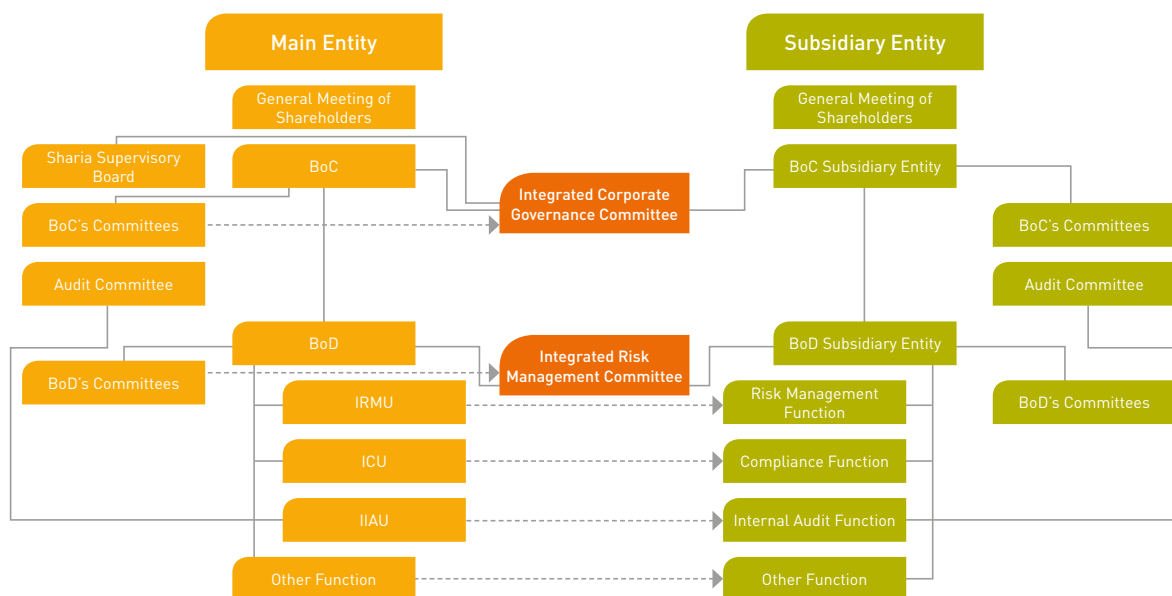 Main Entity
Subsidiary Entity
General Meeting of
Shareholders
General Meeting of
Shareholders
Sharia Supervisory
Board
BoC
Integrated Corporate
Governance Committee
BoC Subsidiary Entity
BoC's Committees
BoC's Committees
Audit Committee
Audit Committee
BoD
Integrated Risk
Management Committee
BoD Subsidiary Entity
BoD's Committees
BoD's Committees
IRMU
Risk Management
Function
ICU
Compliance Function
IIAU
Internal Audit Function
Other Function
Other Function